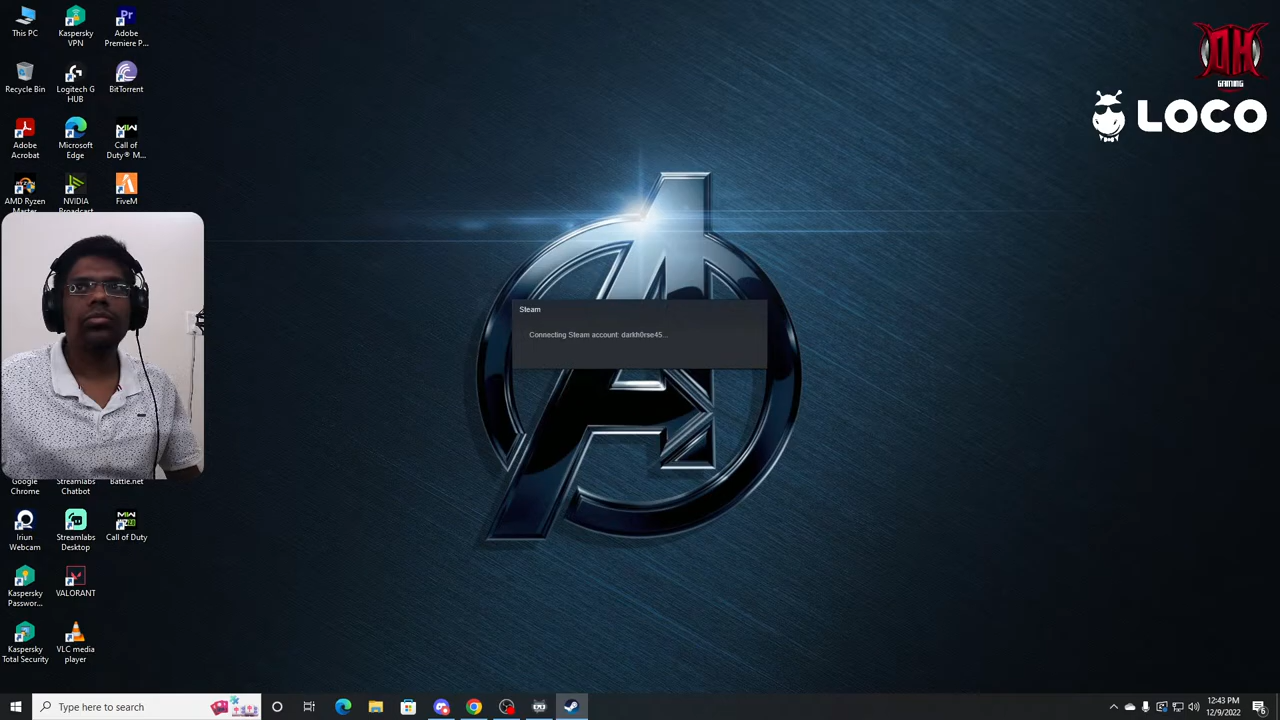 This PC
Kaspersky
VPN
Adobe
Premiere P...
Recycle Bin
Logitech G
HUB
BitTorrent
Adobe
Acrobat
Microsoft
Edge
Call of
Duty® M...
AMD Ryzen
Master
NVIDIA
Broadcast
FiveM
GAMING
LOCO
Steam
Connecting Steam account: darkh0rse45...
Google
Chrome
Streamlabs
Chatbot
Battle.net
Iriun
Webcam
Streamlabs
Desktop
Call of Duty
Kaspersky
Passwor...
VALORANT
Kaspersky
Total Security
VLC media
player
Type here to search
12:43 PM
12/9/2022